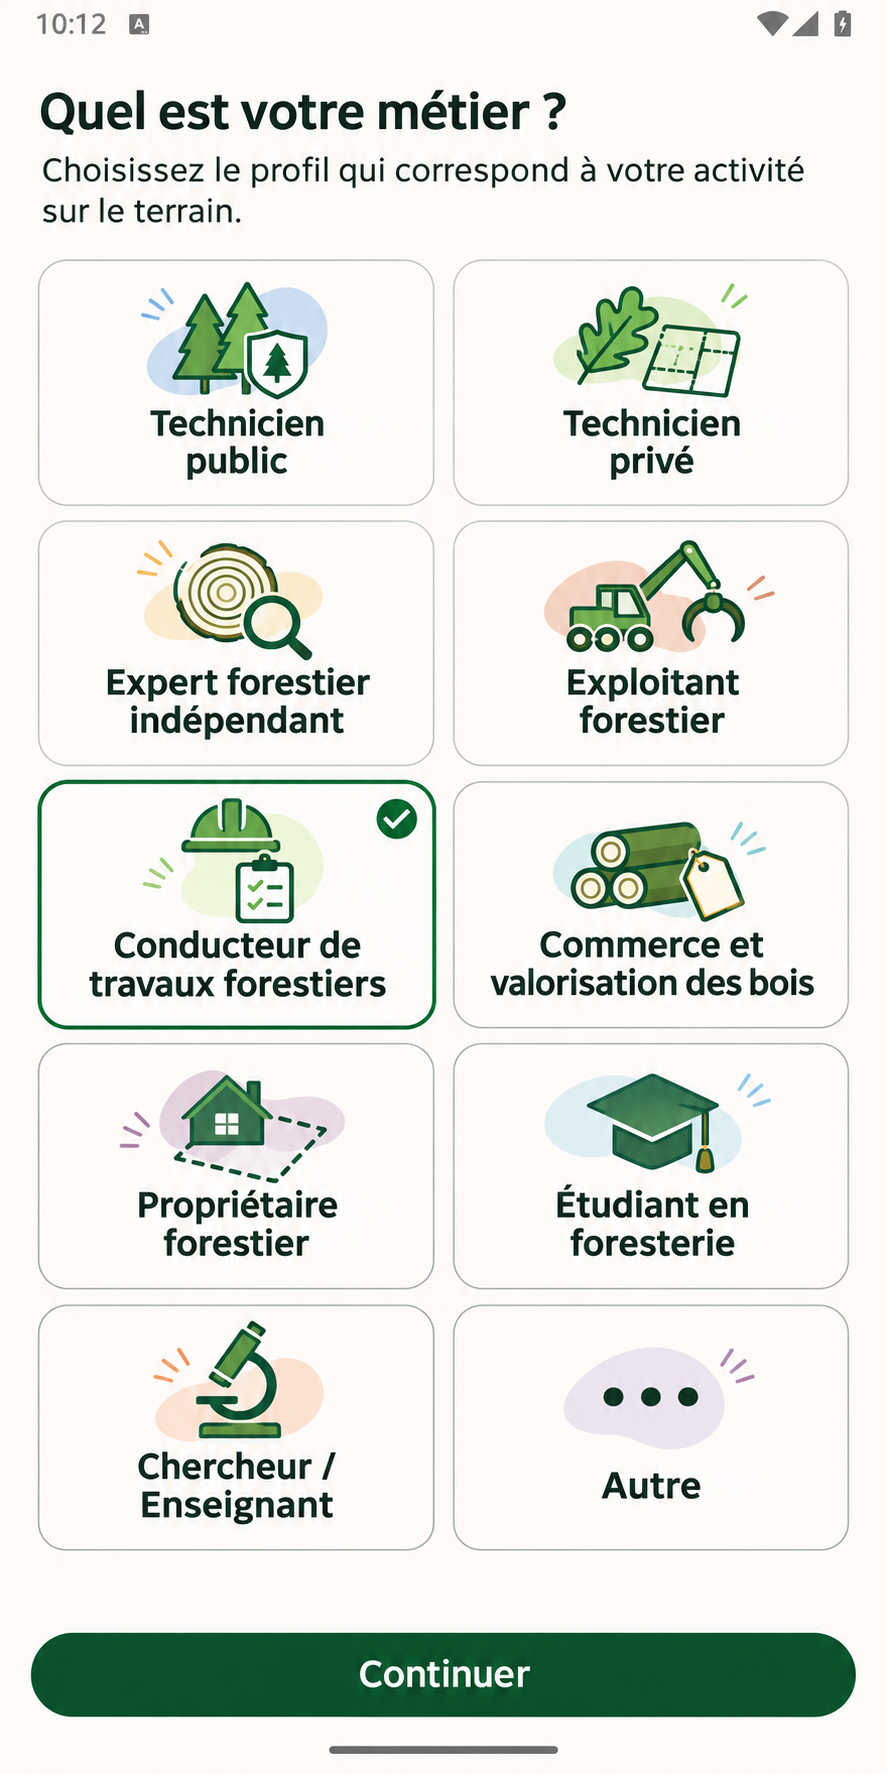 10:12
A
Quel est votre métier ?
Choisissez le profil qui correspond à votre activité
sur le terrain.
Technicien
public
Technicien
privé
Expert forestier
indépendant
Exploitant
forestier
Conducteur de
travaux forestiers
Commerce et
valorisation des bois
Propriétaire
forestier
Étudiant en
foresterie
Chercheur /
Enseignant
Autre
Continuer